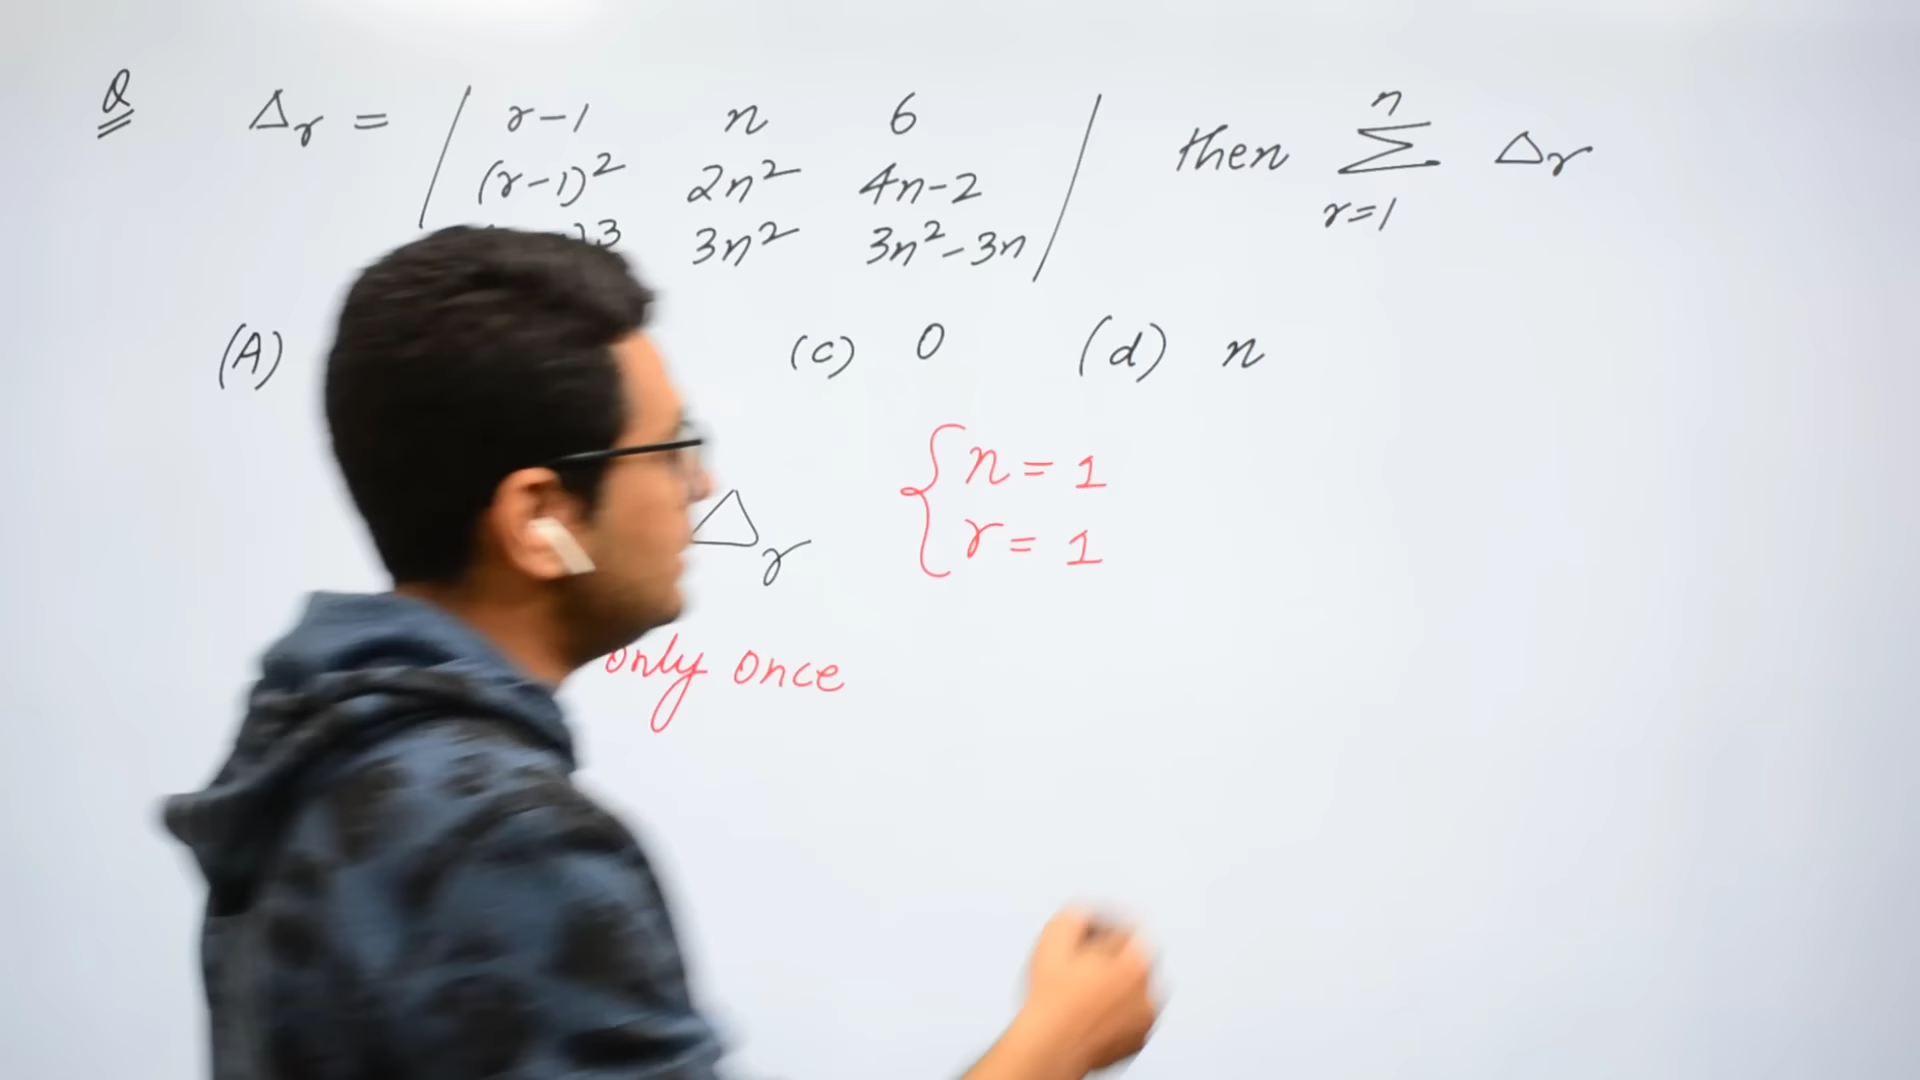 Q Δr = | r-1 n 6 | then n
(r-1)² 2n² 4n-2 Σ Δr
3 3n² 3n²-3n r=1
(A) (c) 0 (d) n
Δr { n = 1
r = 1
only once